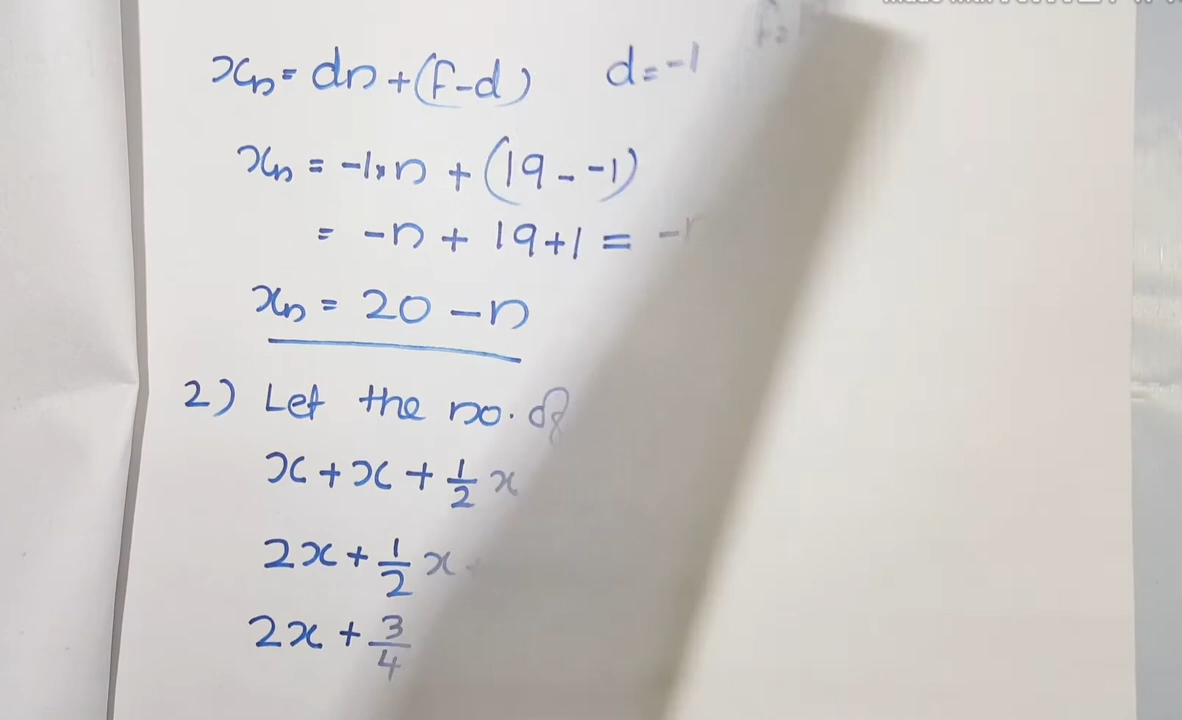 xₙ = dn + (f-d) d = -1
xₙ = -1×n + (19 - -1)
= -n + 19+1 = -n
xₙ = 20 - n
2) Let the no. of
x + x + 1/2 x
2x + 1/2 x
2x + 3/4